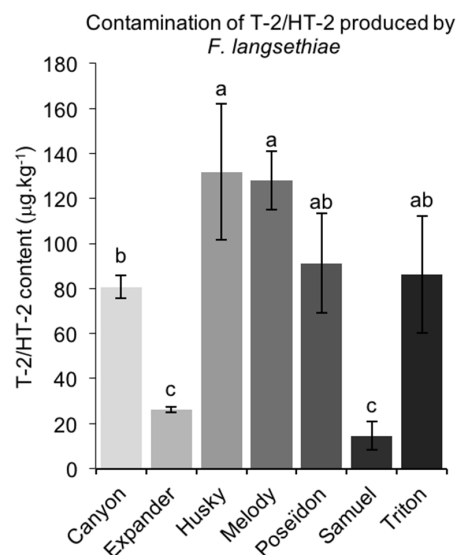 Contamination of T-2/HT-2 produced by
F. langsethiae
T-2/HT-2 content (µg.kg-1)
180
160
140
120
100
80
60
40
20
0
b
c
a
a
ab
c
ab
Canyon
Expander
Husky
Melody
Poseïdon
Samuel
Triton